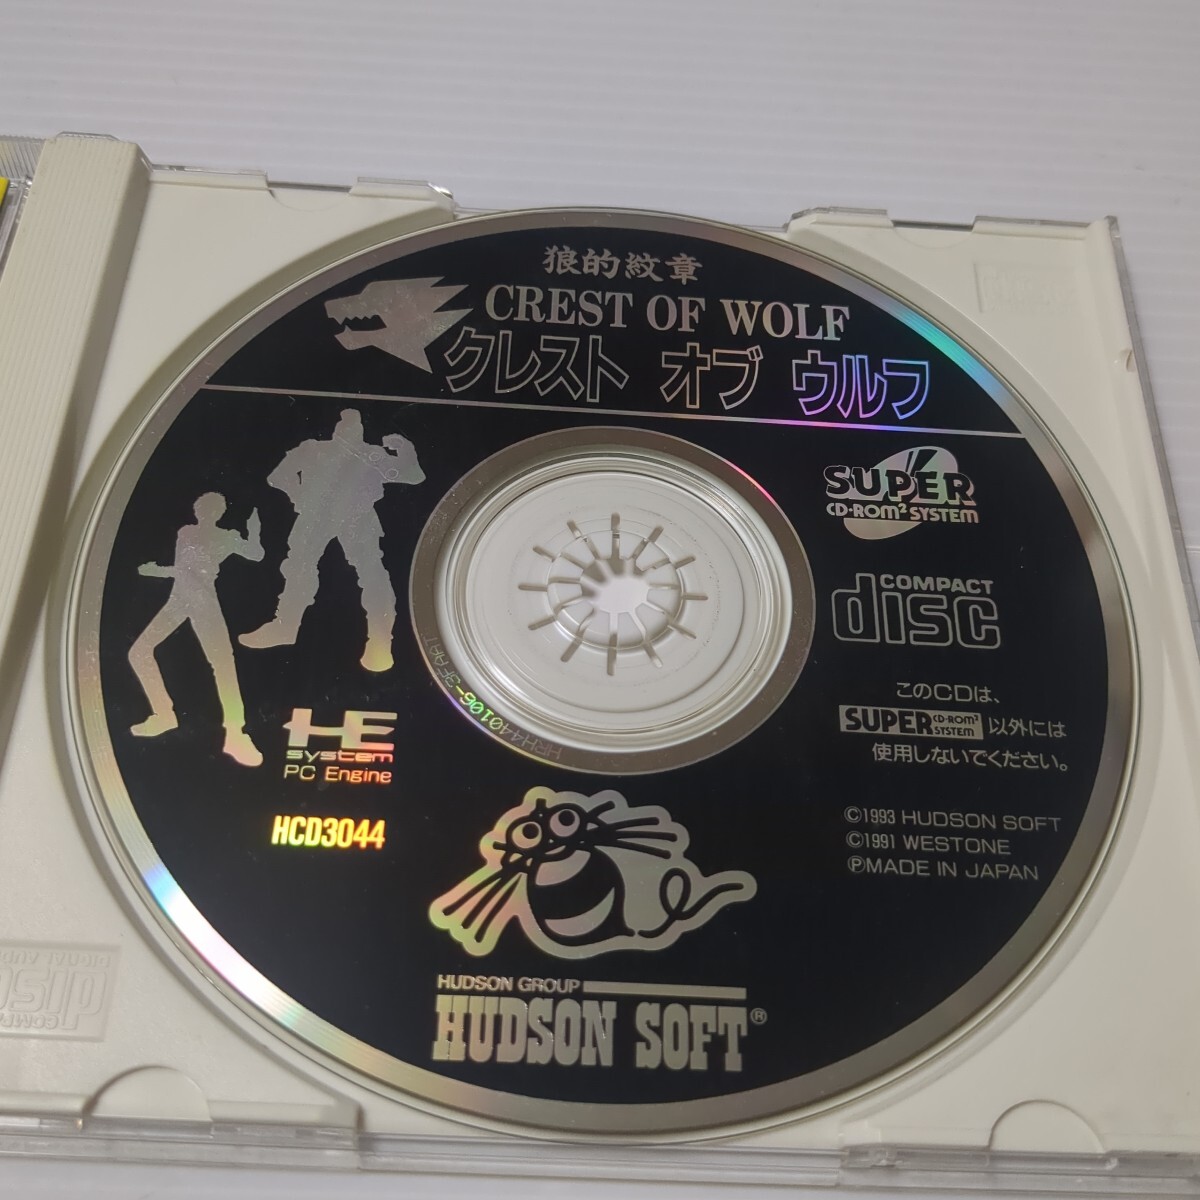 狼的紋章
CREST OF WOLF
クレスト オブ ウルフ
SUPER
CD-ROM² SYSTEM
COMPACT
disc
このCDは、
SUPER CD-ROM² SYSTEM 以外には
使用しないでください。
HE
system
PC Engine
HCD3044
©1993 HUDSON SOFT
©1991 WESTONE
ⓅMADE IN JAPAN
HUDSON GROUP
HUDSON SOFT®